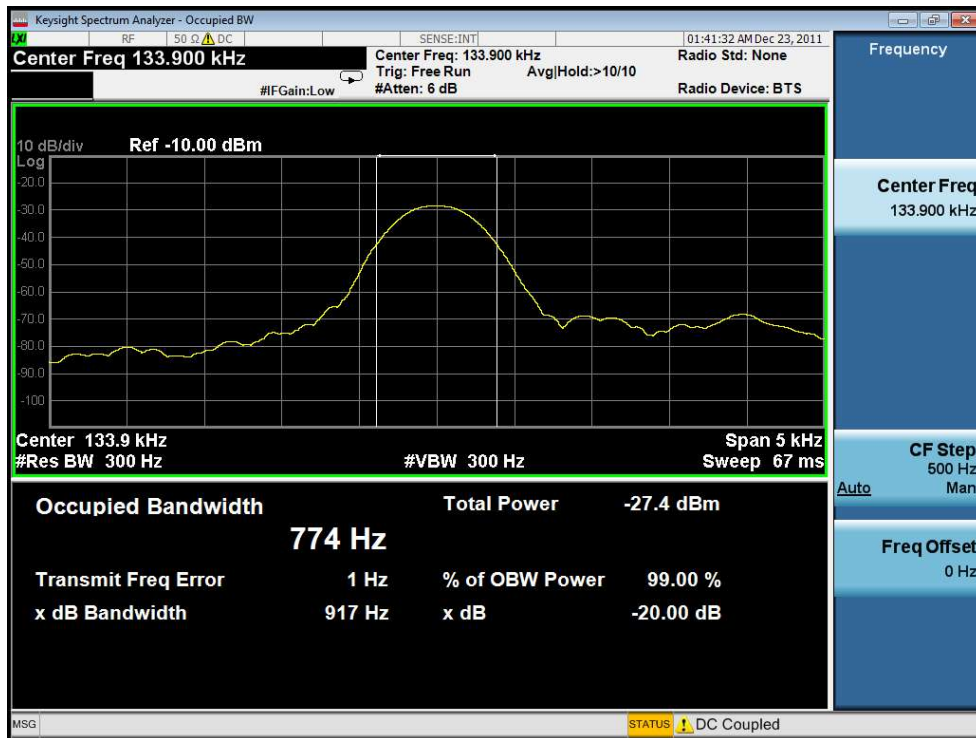 Keysight Spectrum Analyzer - Occupied BW
LXI RF 50 Ω DC SENSE:INT 01:41:32 AM Dec 23, 2011
Center Freq 133.900 kHz
Center Freq: 133.900 kHz Radio Std: None
Trig: Free Run Avg|Hold:>10/10
#IFGain:Low #Atten: 6 dB Radio Device: BTS
10 dB/div Ref -10.00 dBm
Log
-20.0
-30.0
-40.0
-50.0
-60.0
-70.0
-80.0
-90.0
-100
Center 133.9 kHz Span 5 kHz
#Res BW 300 Hz #VBW 300 Hz Sweep 67 ms
Occupied Bandwidth Total Power -27.4 dBm
774 Hz
Transmit Freq Error 1 Hz % of OBW Power 99.00 %
x dB Bandwidth 917 Hz x dB -20.00 dB
Frequency
Center Freq
133.900 kHz
CF Step
500 Hz
Auto Man
Freq Offset
0 Hz
MSG STATUS DC Coupled